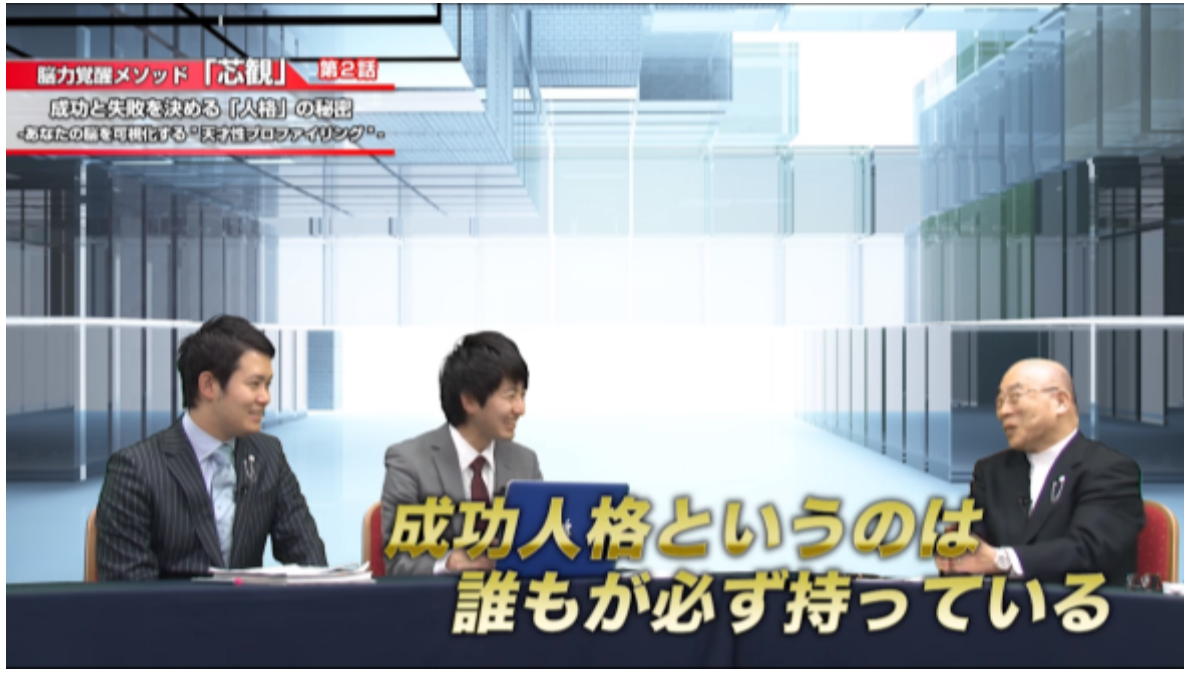 脳力覚醒メソッド「芯観」 第2話
成功と失敗を決める「人格」の秘密
-あなたの脳を可視化する"天才性プロファイリング"-
成功人格というのは
誰もが必ず持っている